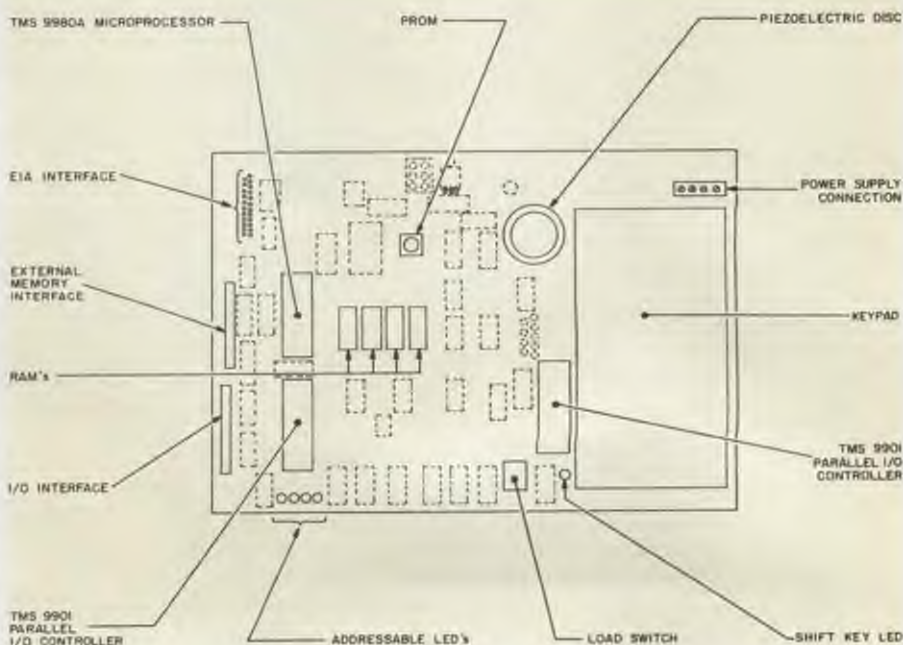 TMS 9980A MICROPROCESSOR
PROM
PIEZOELECTRIC DISC
EIA INTERFACE
POWER SUPPLY
CONNECTION
EXTERNAL
MEMORY
INTERFACE
KEYPAD
RAM's
TMS 9901
PARALLEL I/O
CONTROLLER
I/O INTERFACE
TMS 9901
PARALLEL
I/O CONTROLLER
ADDRESSABLE LED's
LOAD SWITCH
SHIFT KEY LED